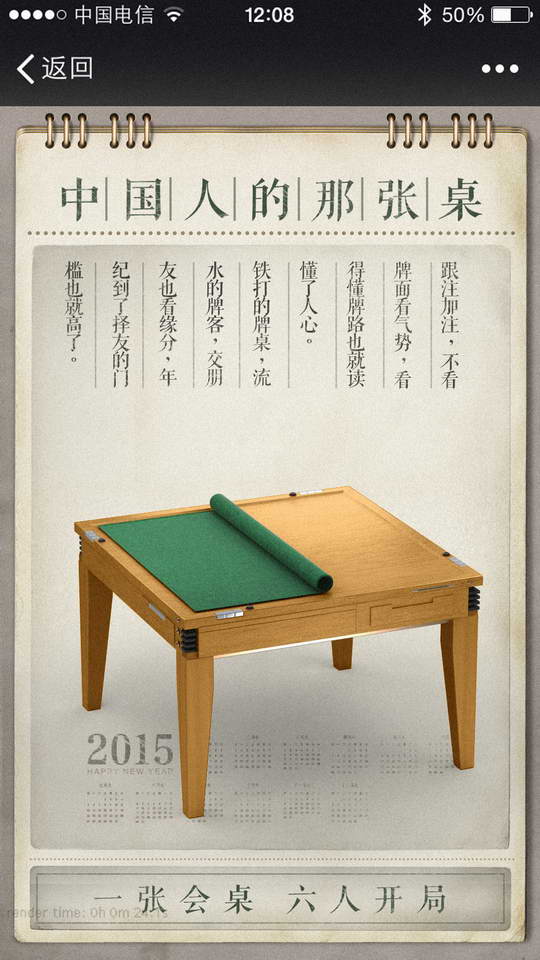 中国电信
12:08
50%
返回
中国人的那张桌
跟注加注，不看
牌面看气势，看
得懂牌路也就读
懂了人心。
铁打的牌桌，流
水的牌客，交朋
友也看缘分，年
纪到了择友的门
槛也就高了。
2015
HAPPY NEW YEAR
一张会桌 六人开局
render time: 0h 0m 24.1s